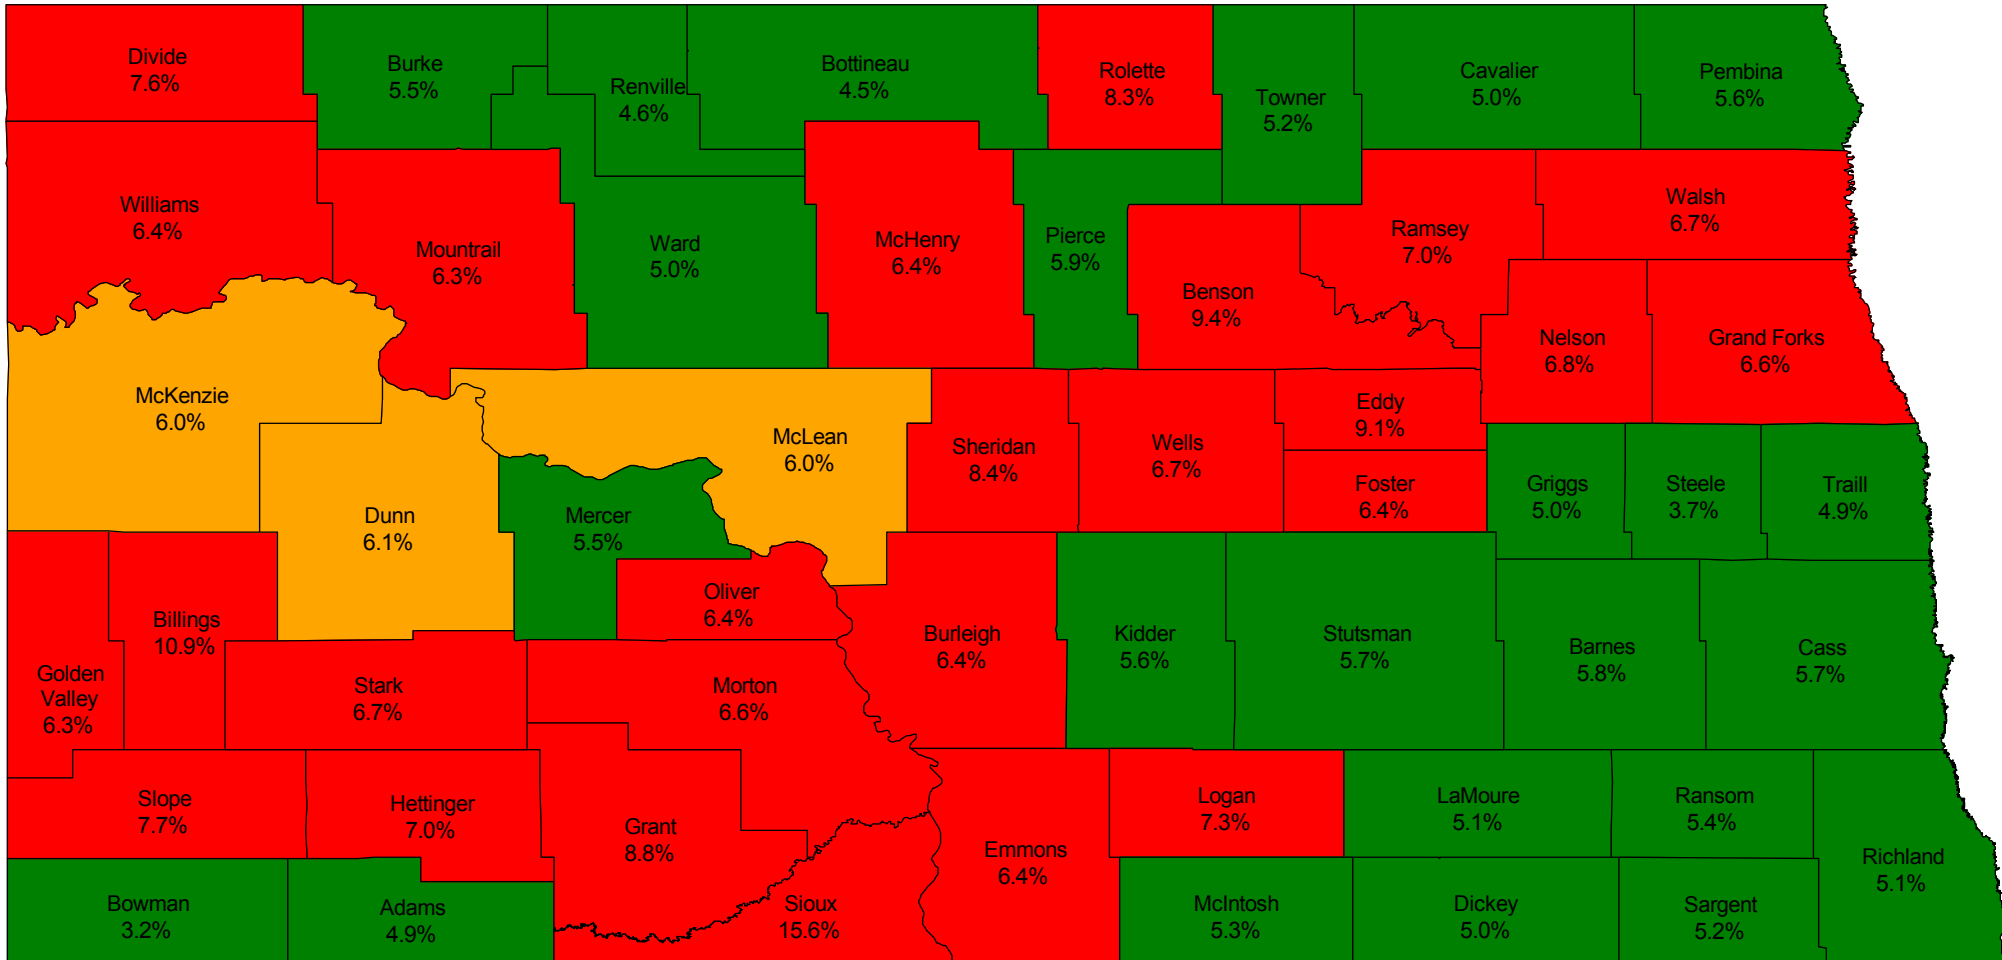 Divide
7.6%
Burke
5.5%
Renville
4.6%
Bottineau
4.5%
Rolette
8.3%
Towner
5.2%
Cavalier
5.0%
Pembina
5.6%
Williams
6.4%
Mountrail
6.3%
Ward
5.0%
McHenry
6.4%
Pierce
5.9%
Benson
9.4%
Ramsey
7.0%
Walsh
6.7%
Nelson
6.8%
Grand Forks
6.6%
McKenzie
6.0%
Dunn
6.1%
McLean
6.0%
Mercer
5.5%
Sheridan
8.4%
Wells
6.7%
Eddy
9.1%
Foster
6.4%
Griggs
5.0%
Steele
3.7%
Traill
4.9%
Golden
Valley
6.3%
Billings
10.9%
Stark
6.7%
Oliver
6.4%
Morton
6.6%
Burleigh
6.4%
Kidder
5.6%
Stutsman
5.7%
Barnes
5.8%
Cass
5.7%
Slope
7.7%
Hettinger
7.0%
Grant
8.8%
Emmons
6.4%
Logan
7.3%
LaMoure
5.1%
Ransom
5.4%
Richland
5.1%
Bowman
3.2%
Adams
4.9%
Sioux
15.6%
McIntosh
5.3%
Dickey
5.0%
Sargent
5.2%